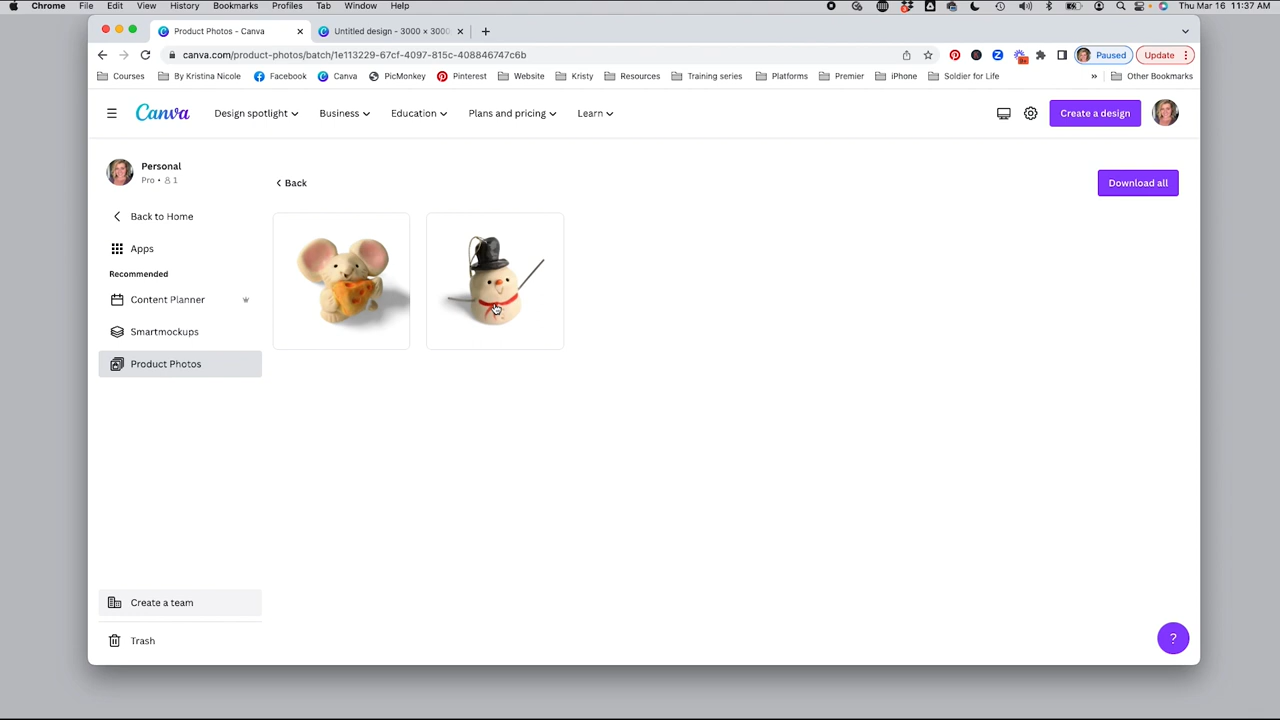 Chrome File Edit View History Bookmarks Profiles Tab Window Help Thu Mar 16 11:37 AM
Product Photos - Canva Untitled design - 3000 × 3000
canva.com/product-photos/batch/1e113229-67cf-4097-815c-408846747c6b Paused Update
Courses By Kristina Nicole Facebook Canva PicMonkey Pinterest Website Kristy Resources Training series Platforms Premier iPhone Soldier for Life » Other Bookmarks
Canva Design spotlight Business Education Plans and pricing Learn Create a design
Personal
Pro • 1
Back Download all
Back to Home
Apps
Recommended
Content Planner
Smartmockups
Product Photos
Create a team
Trash
?